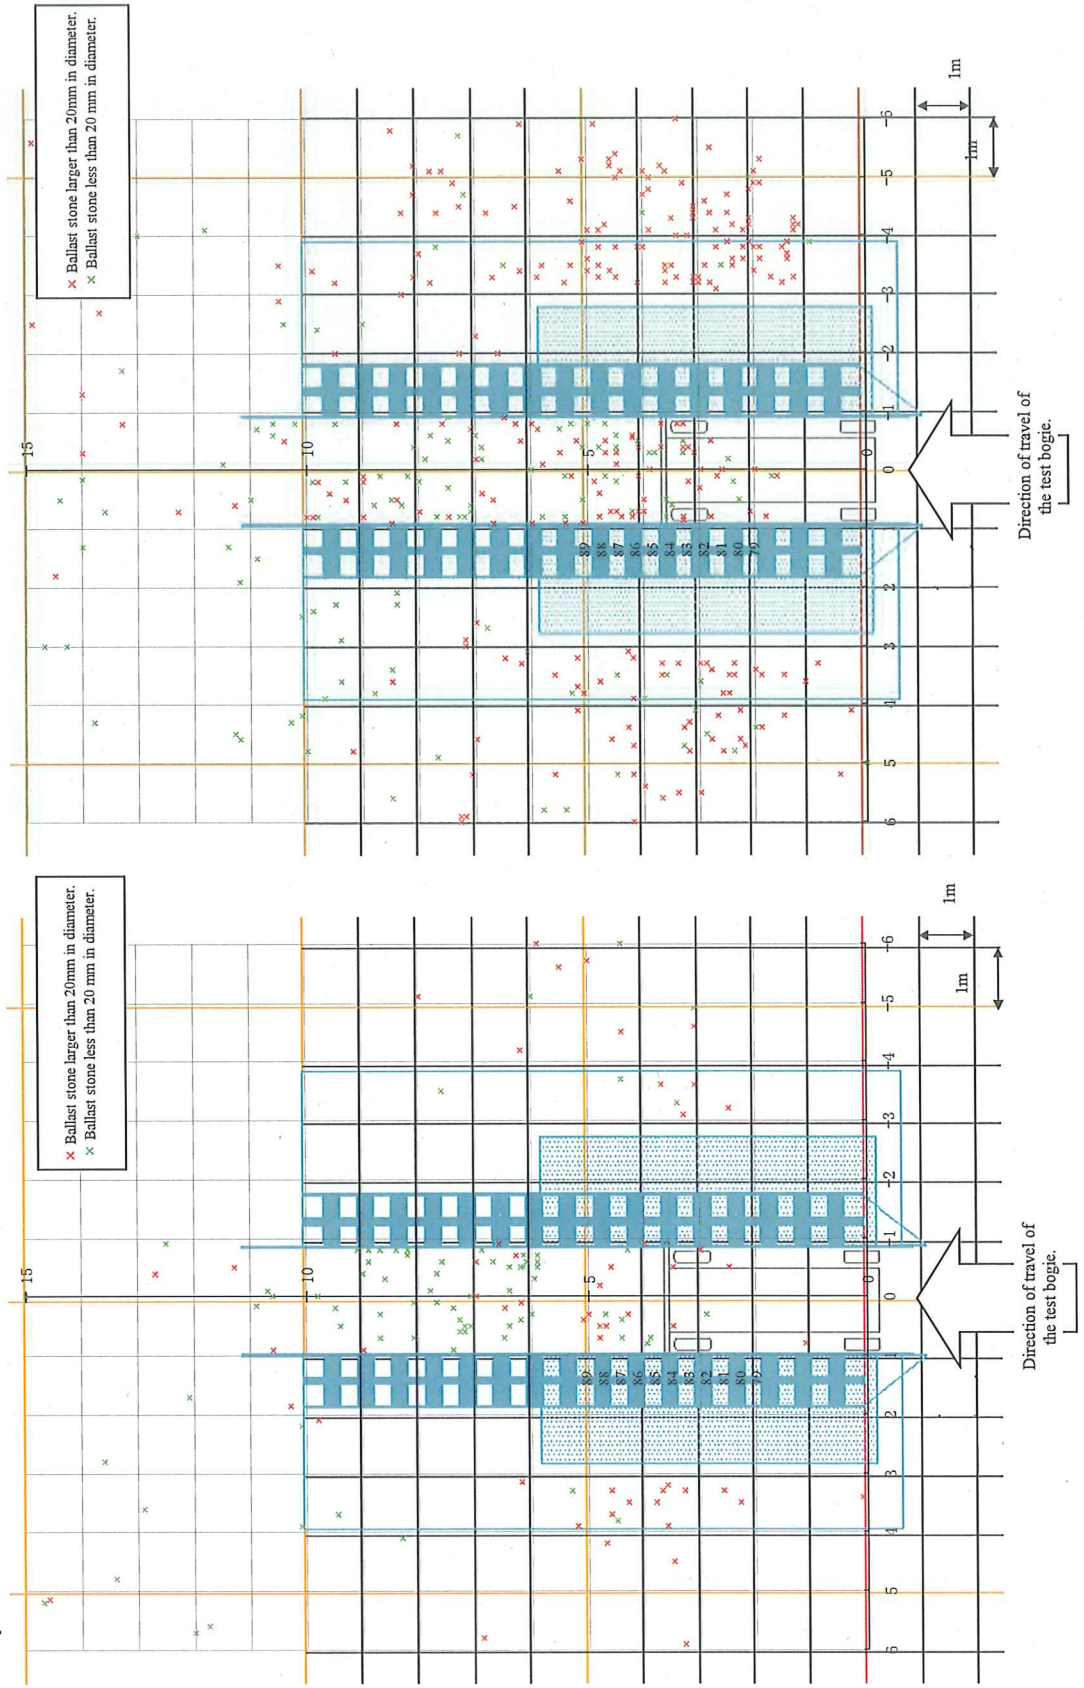 × Ballast stone larger than 20mm in diameter.
× Ballast stone less than 20 mm in diameter.
15
10
5
89
88
87
86
85
84
83
82
81
80
79
6 5 4 3 2 1 0 -1 -2 -3 -4 -5 -6
1m
1m
Direction of travel of
the test bogie.
× Ballast stone larger than 20mm in diameter.
× Ballast stone less than 20 mm in diameter.
15
10
5
89
88
87
86
85
84
83
82
81
80
79
6 5 4 3 2 1 0 -1 -2 -3 -4 -5 -6
1m
1m
Direction of travel of
the test bogie.